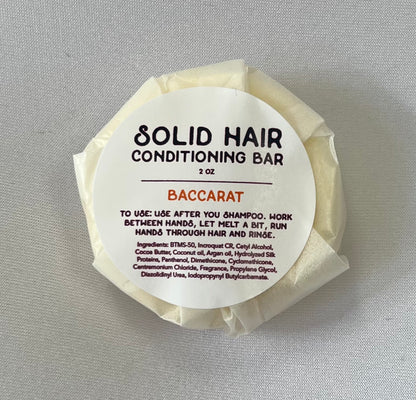 SOLID HAIR
CONDITIONING BAR
2 OZ
BACCARAT
TO USE: USE AFTER YOU SHAMPOO. WORK
BETWEEN HANDS, LET MELT A BIT, RUN
HANDS THROUGH HAIR AND RINSE.
Ingredients: BTMS-50, Incroquat CR, Cetyl Alcohol,
Cocoe Butter, Coconut oil, Argan oil, Hydrolyzed Silk
Proteins, Panthenol, Dimethicone, Cyclomethicone,
Centremonium Chloride, Fragrance, Propylene Glycol,
Diazolidinyl Urea, Iodopropynyl Butylcarbamate.